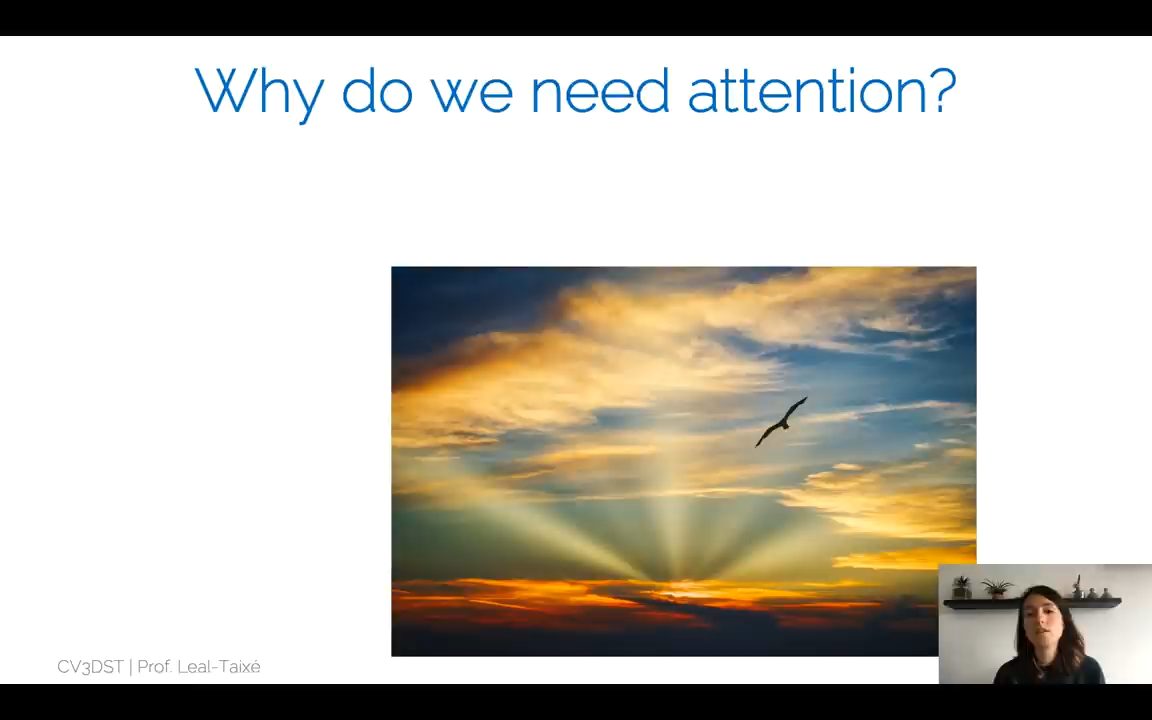 Why do we need attention?
CV3DST | Prof. Leal-Taixé